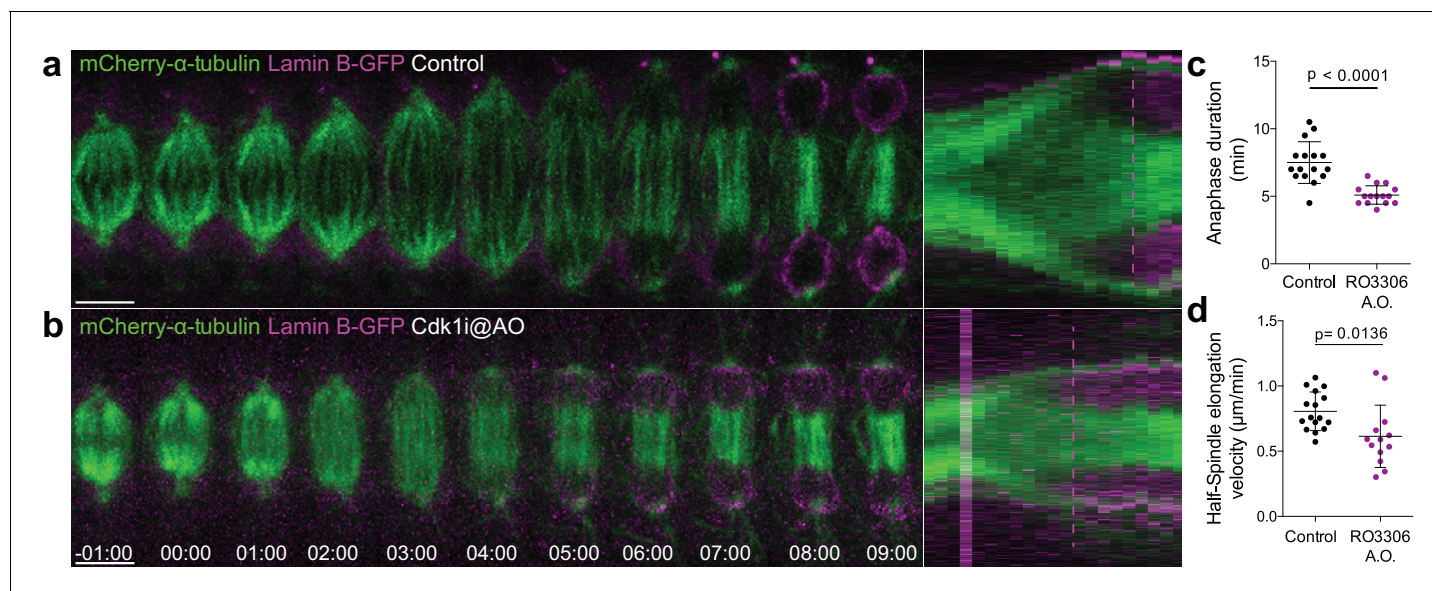 a
mCherry-α-tubulin Lamin B-GFP Control
b
mCherry-α-tubulin Lamin B-GFP Cdk1i@AO
-01:00 00:00 01:00 02:00 03:00 04:00 05:00 06:00 07:00 08:00 09:00
c
Anaphase duration
(min)
15
10
5
0
p < 0.0001
Control RO3306
A.O.
d
Half-Spindle elongation
velocity (μm/min)
1.5
1.0
0.5
0.0
p= 0.0136
Control RO3306
A.O.